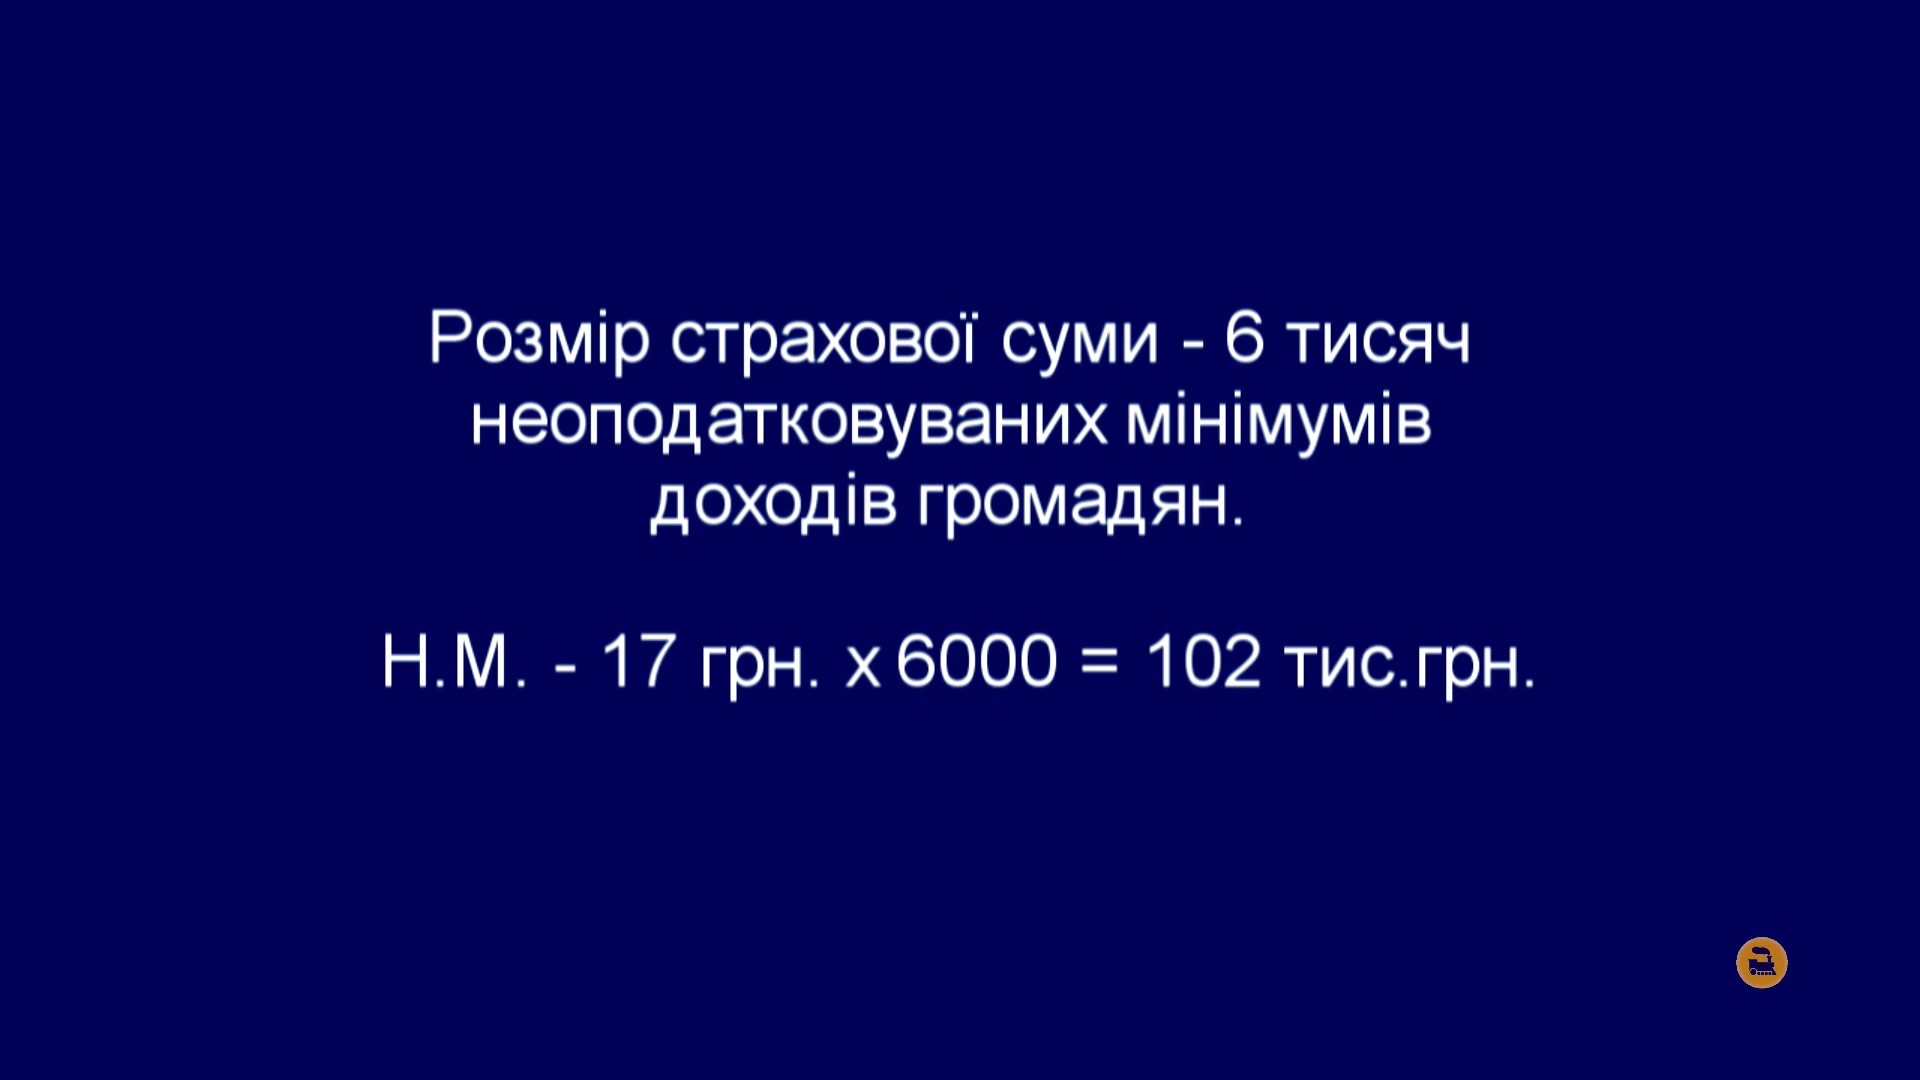 Розмір страхової суми - 6 тисяч
неоподатковуваних мінімумів
доходів громадян.
Н.М. - 17 грн. х 6000 = 102 тис.грн.